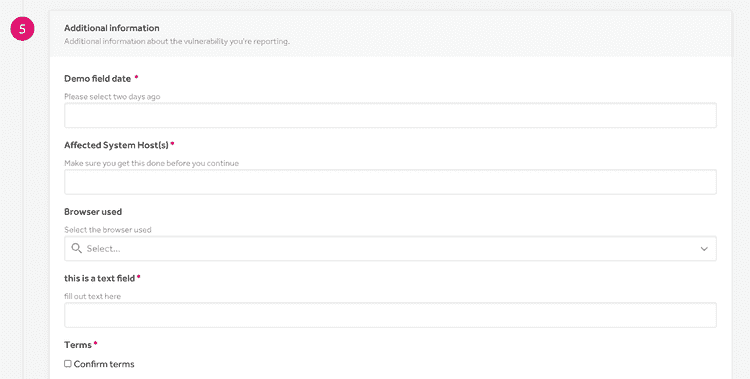 5
Additional information
Additional information about the vulnerability you're reporting.
Demo field date *
Please select two days ago
Affected System Host(s) *
Make sure you get this done before you continue
Browser used
Select the browser used
Select...
this is a text field *
fill out text here
Terms *
Confirm terms